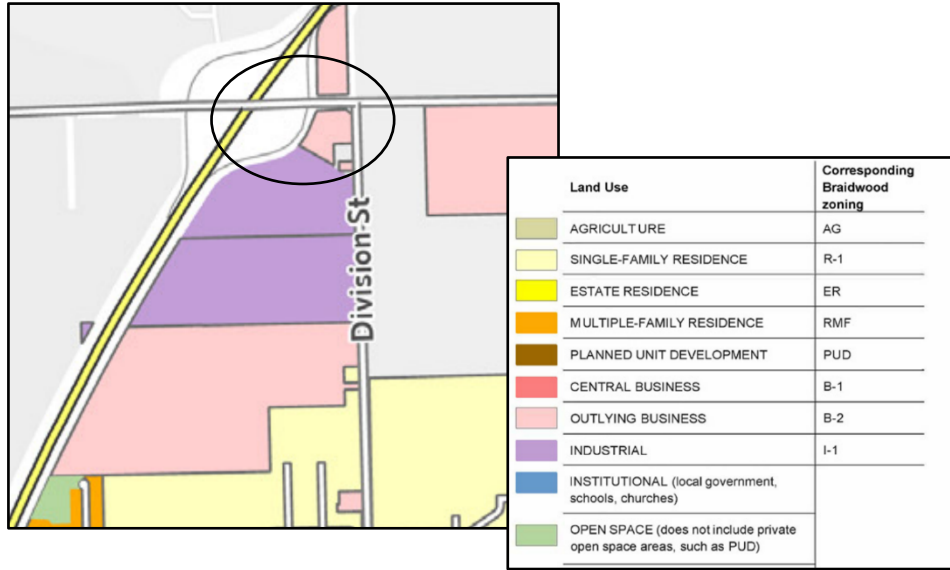 Division St
Land Use
Corresponding
Braidwood
zoning
AGRICULTURE
AG
SINGLE-FAMILY RESIDENCE
R-1
ESTATE RESIDENCE
ER
MULTIPLE-FAMILY RESIDENCE
RMF
PLANNED UNIT DEVELOPMENT
PUD
CENTRAL BUSINESS
B-1
OUTLYING BUSINESS
B-2
INDUSTRIAL
I-1
INSTITUTIONAL (local government,
schools, churches)
OPEN SPACE (does not include private
open space areas, such as PUD)